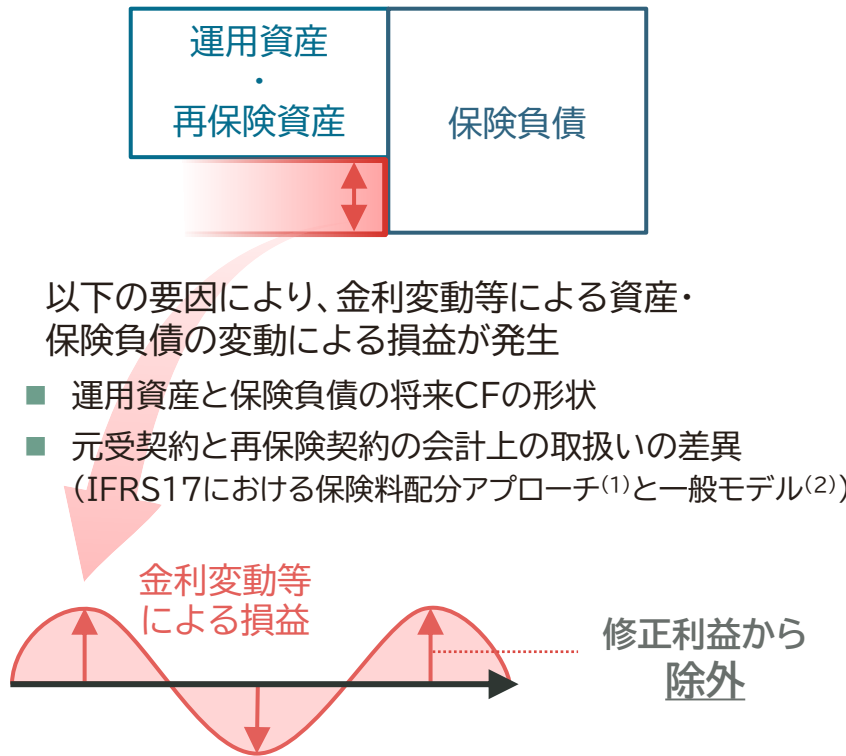 運用資産
・
再保険資産
保険負債
以下の要因により、金利変動等による資産・
保険負債の変動による損益が発生
■ 運用資産と保険負債の将来CFの形状
■ 元受契約と再保険契約の会計上の取扱いの差異
（IFRS17における保険料配分アプローチ(1)と一般モデル(2)）
金利変動等
による損益
修正利益から
除外